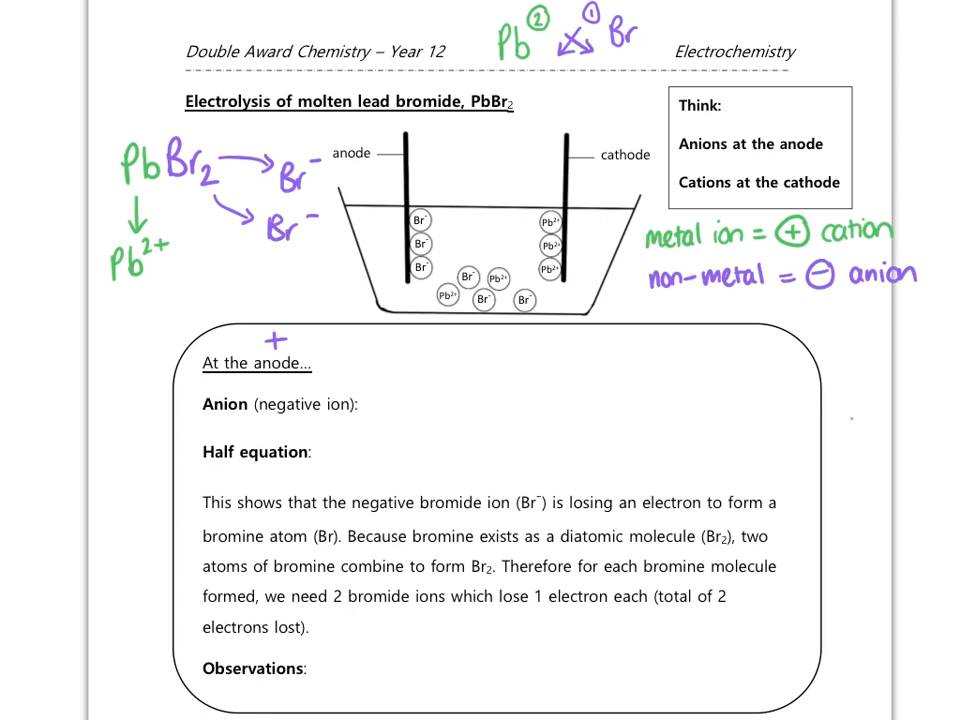 Pb ② ① Br
Double Award Chemistry – Year 12 Electrochemistry
Electrolysis of molten lead bromide, PbBr₂
Think:
Anions at the anode
Cations at the cathode
PbBr₂ → Br⁻
→ Br⁻
↓
Pb²⁺
anode
cathode
Br⁻ Pb²⁺
Br⁻ Pb²⁺
Br⁻ Pb²⁺
Br⁻ Pb²⁺
Pb²⁺ Br⁻ Br⁻
metal ion = ⊕ cation
non-metal = ⊖ anion
+
At the anode...
Anion (negative ion):
Half equation:
This shows that the negative bromide ion (Br⁻) is losing an electron to form a
bromine atom (Br). Because bromine exists as a diatomic molecule (Br₂), two
atoms of bromine combine to form Br₂. Therefore for each bromine molecule
formed, we need 2 bromide ions which lose 1 electron each (total of 2
electrons lost).
Observations: